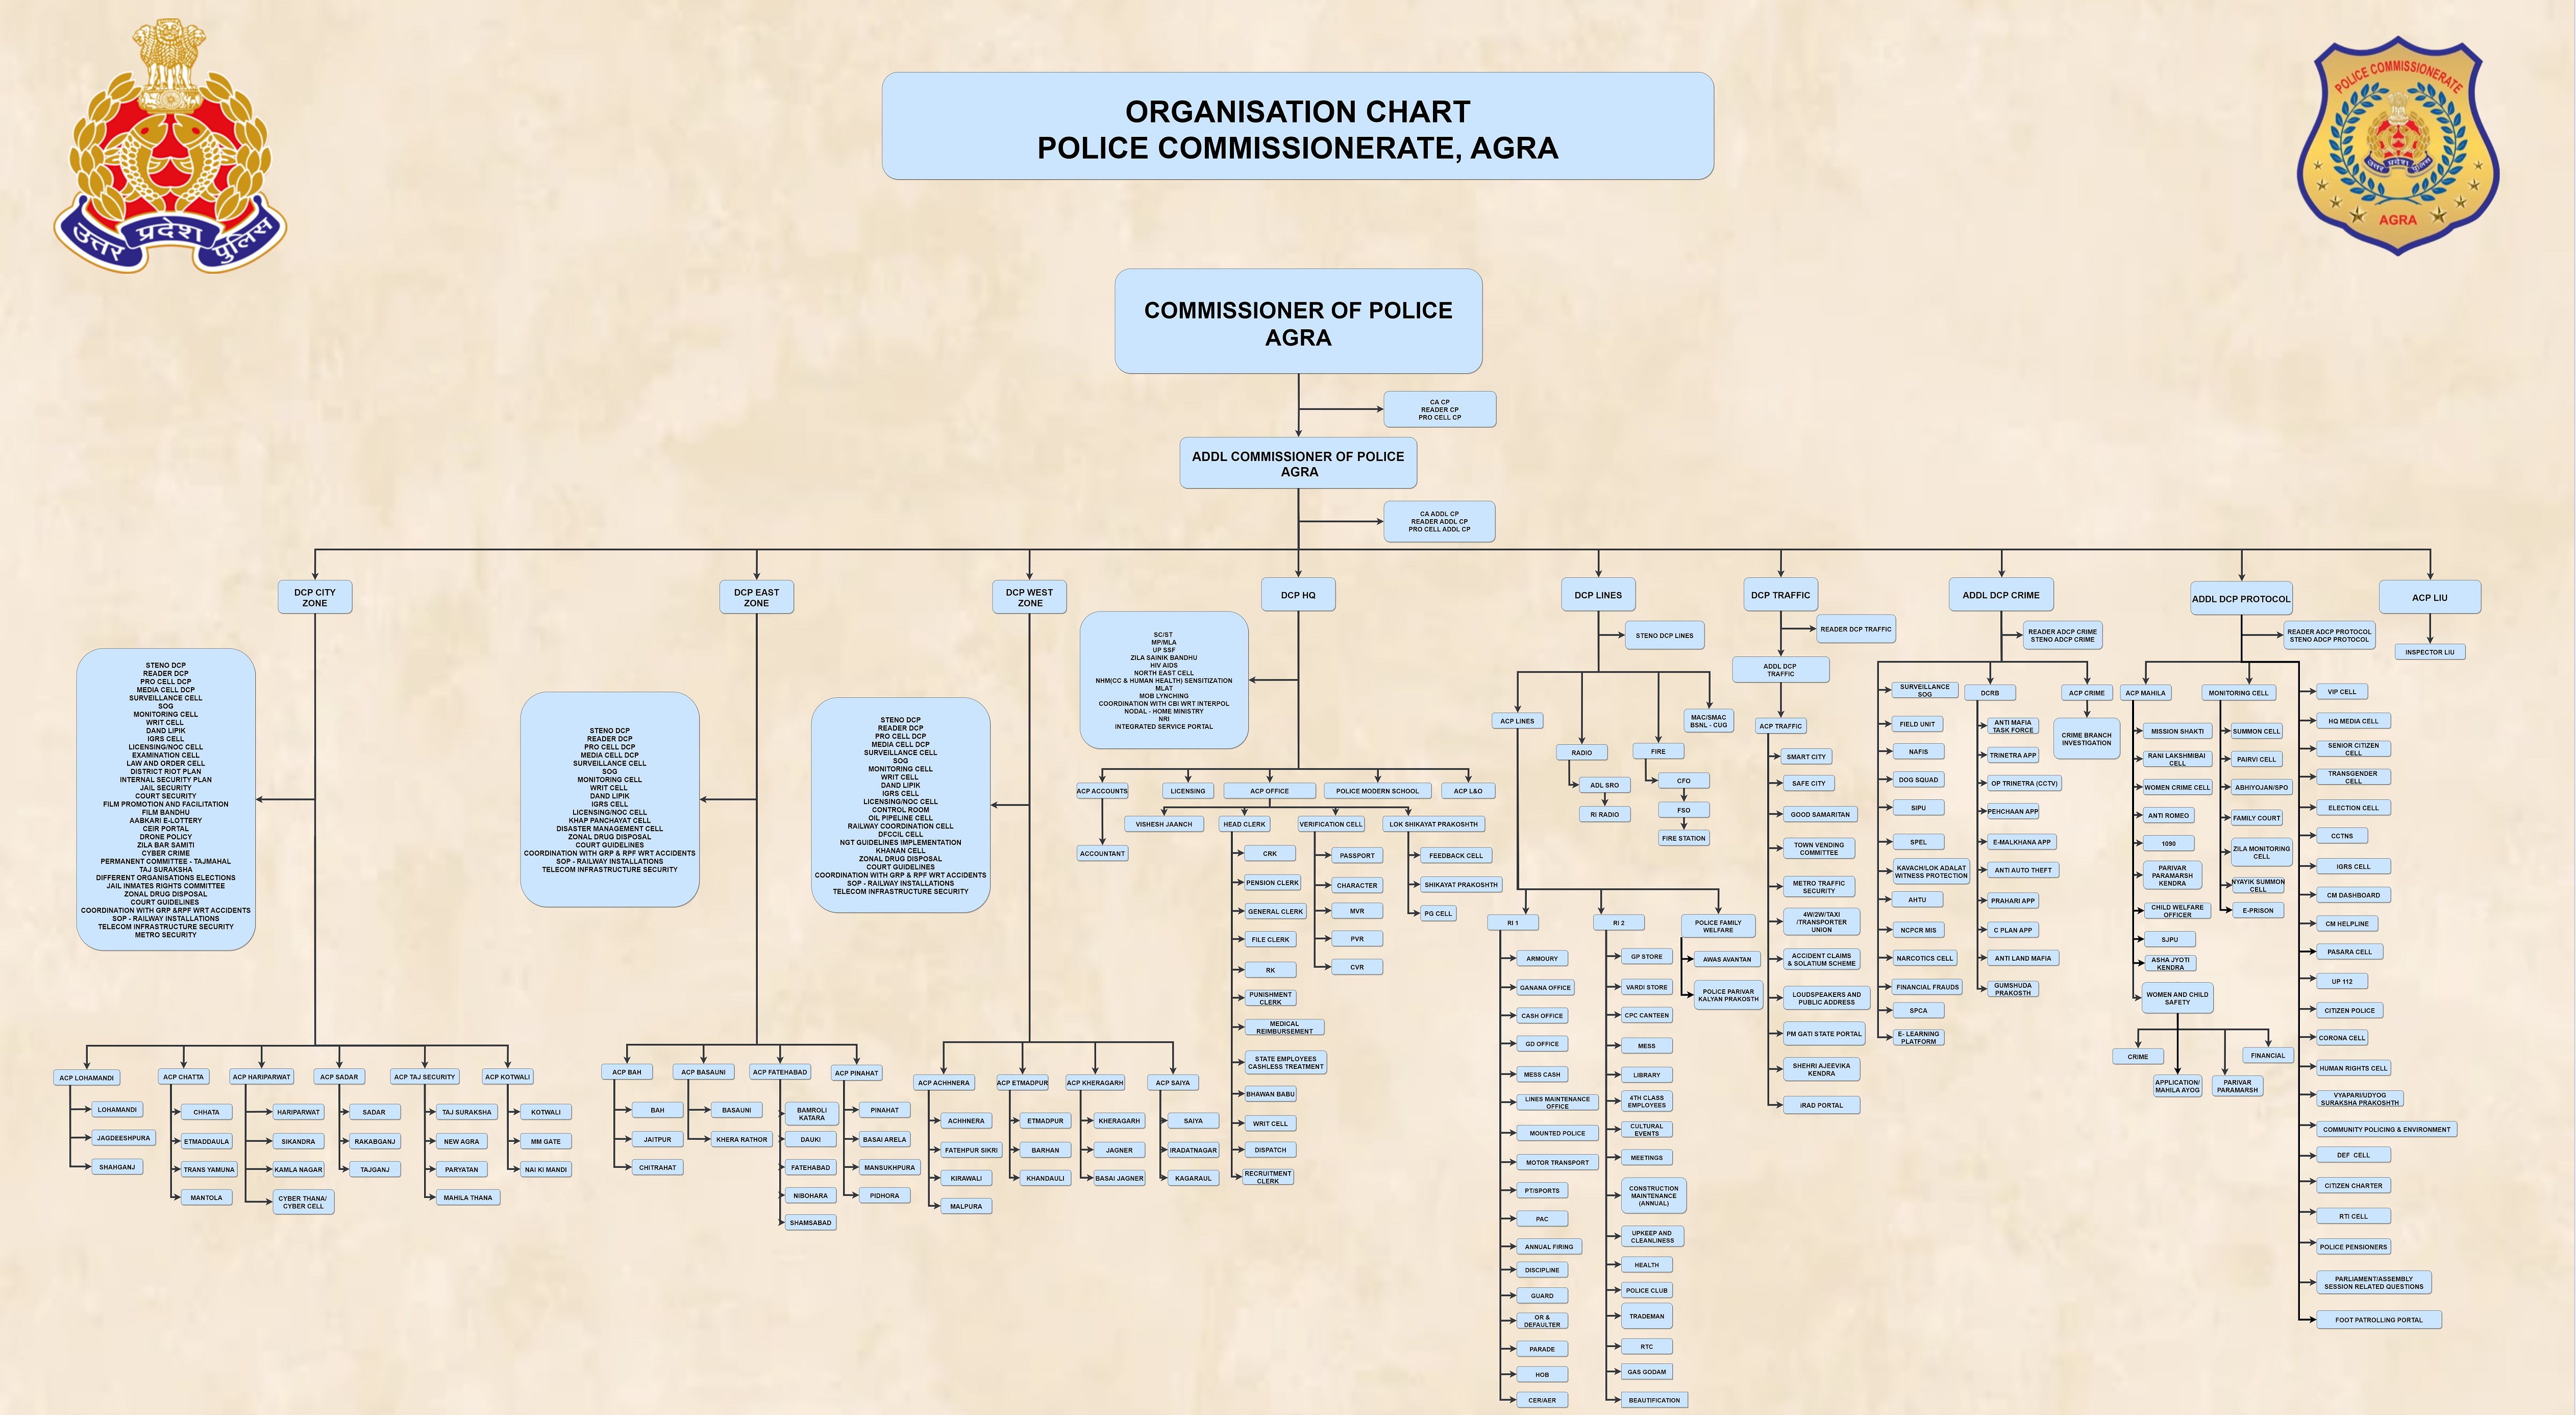 उत्तर प्रदेश पुलिस
POLICE COMMISSIONERATE
उत्तर प्रदेश पुलिस
AGRA
ORGANISATION CHART
POLICE COMMISSIONERATE, AGRA
COMMISSIONER OF POLICE
AGRA
CA CP
READER CP
PRO CELL CP
ADDL COMMISSIONER OF POLICE
AGRA
CA ADDL CP
READER ADDL CP
PRO CELL ADDL CP
DCP CITY
ZONE
STENO DCP
READER DCP
PRO CELL DCP
MEDIA CELL DCP
SURVEILLANCE CELL
SOG
MONITORING CELL
WRIT CELL
DAND LIPIK
IGRS CELL
LICENSING/NOC CELL
EXAMINATION CELL
LAW AND ORDER CELL
DISTRICT RIOT PLAN
INTERNAL SECURITY PLAN
JAIL SECURITY
COURT SECURITY
FILM PROMOTION AND FACILITATION
FILM BANDHU
AABKARI E-LOTTERY
CEIR PORTAL
DRONE POLICY
ZILA BAR SAMITI
CYBER CRIME
PERMANENT COMMITTEE - TAJMAHAL
TAJ SURAKSHA
DIFFERENT ORGANISATIONS ELECTIONS
JAIL INMATES RIGHTS COMMITTEE
ZONAL DRUG DISPOSAL
COURT GUIDELINES
COORDINATION WITH GRP &RPF WRT ACCIDENTS
SOP - RAILWAY INSTALLATIONS
TELECOM INFRASTRUCTURE SECURITY
METRO SECURITY
ACP LOHAMANDI
LOHAMANDI
JAGDEESHPURA
SHAHGANJ
ACP CHATTA
CHHATA
ETMADDAULA
TRANS YAMUNA
MANTOLA
ACP HARIPARWAT
HARIPARWAT
SIKANDRA
KAMLA NAGAR
CYBER THANA/
CYBER CELL
ACP SADAR
SADAR
RAKABGANJ
TAJGANJ
ACP TAJ SECURITY
TAJ SURAKSHA
NEW AGRA
PARYATAN
MAHILA THANA
ACP KOTWALI
KOTWALI
MM GATE
NAI KI MANDI
DCP EAST
ZONE
STENO DCP
READER DCP
PRO CELL DCP
MEDIA CELL DCP
SURVEILLANCE CELL
SOG
MONITORING CELL
WRIT CELL
DAND LIPIK
IGRS CELL
LICENSING/NOC CELL
KHAP PANCHAYAT CELL
DISASTER MANAGEMENT CELL
ZONAL DRUG DISPOSAL
COURT GUIDELINES
COORDINATION WITH GRP & RPF WRT ACCIDENTS
SOP - RAILWAY INSTALLATIONS
TELECOM INFRASTRUCTURE SECURITY
ACP BAH
BAH
JAITPUR
CHITRAHAT
ACP BASAUNI
BASAUNI
KHERA RATHOR
ACP FATEHABAD
BAMROLI
KATARA
DAUKI
FATEHABAD
NIBOHARA
SHAMSABAD
ACP PINAHAT
PINAHAT
BASAI ARELA
MANSUKHPURA
PIDHORA
DCP WEST
ZONE
STENO DCP
READER DCP
PRO CELL DCP
MEDIA CELL DCP
SURVEILLANCE CELL
SOG
MONITORING CELL
WRIT CELL
DAND LIPIK
IGRS CELL
LICENSING/NOC CELL
CONTROL ROOM
OIL PIPELINE CELL
RAILWAY COORDINATION CELL
DFCCIL CELL
NGT GUIDELINES IMPLEMENTATION
KHANAN CELL
ZONAL DRUG DISPOSAL
COURT GUIDELINES
COORDINATION WITH GRP & RPF WRT ACCIDENTS
SOP - RAILWAY INSTALLATIONS
TELECOM INFRASTRUCTURE SECURITY
ACP ACHHNERA
ACHHNERA
FATEHPUR SIKRI
KIRAWALI
MALPURA
ACP ETMADPUR
ETMADPUR
BARHAN
KHANDAULI
ACP KHERAGARH
KHERAGARH
JAGNER
BASAI JAGNER
ACP SAIYA
SAIYA
IRADATNAGAR
KAGARAUL
DCP HQ
SC/ST
MP/MLA
UP SSF
ZILA SAINIK BANDHU
HIV AIDS
NORTH EAST CELL
NHM(CC & HUMAN HEALTH) SENSITIZATION
MLAT
MOB LYNCHING
COORDINATION WITH CBI WRT INTERPOL
NODAL - HOME MINISTRY
NRI
INTEGRATED SERVICE PORTAL
ACP ACCOUNTS
ACCOUNTANT
LICENSING
ACP OFFICE
POLICE MODERN SCHOOL
ACP L&O
VISHESH JAANCH
HEAD CLERK
CRK
PENSION CLERK
GENERAL CLERK
FILE CLERK
RK
PUNISHMENT
CLERK
MEDICAL
REIMBURSEMENT
STATE EMPLOYEES
CASHLESS TREATMENT
BHAWAN BABU
WRIT CELL
DISPATCH
RECRUITMENT
CLERK
VERIFICATION CELL
PASSPORT
CHARACTER
MVR
PVR
CVR
LOK SHIKAYAT PRAKOSHTH
FEEDBACK CELL
SHIKAYAT PRAKOSHTH
PG CELL
DCP LINES
STENO DCP LINES
ACP LINES
RADIO
ADL SRO
RI RADIO
FIRE
CFO
FSO
FIRE STATION
MAC/SMAC
BSNL - CUG
RI 1
ARMOURY
GANANA OFFICE
CASH OFFICE
GD OFFICE
MESS CASH
LINES MAINTENANCE
OFFICE
MOUNTED POLICE
MOTOR TRANSPORT
PT/SPORTS
PAC
ANNUAL FIRING
DISCIPLINE
GUARD
OR &
DEFAULTER
PARADE
HOB
CER/AER
RI 2
GP STORE
VARDI STORE
CPC CANTEEN
MESS
LIBRARY
4TH CLASS
EMPLOYEES
CULTURAL
EVENTS
MEETINGS
CONSTRUCTION
MAINTENANCE
(ANNUAL)
UPKEEP AND
CLEANLINESS
HEALTH
POLICE CLUB
TRADEMAN
RTC
GAS GODAM
BEAUTIFICATION
POLICE FAMILY
WELFARE
AWAS AVANTAN
POLICE PARIVAR
KALYAN PRAKOSTH
DCP TRAFFIC
READER DCP TRAFFIC
ADDL DCP
TRAFFIC
ACP TRAFFIC
SMART CITY
SAFE CITY
GOOD SAMARITAN
TOWN VENDING
COMMITTEE
METRO TRAFFIC
SECURITY
4W/2W/TAXI
/TRANSPORTER
UNION
ACCIDENT CLAIMS
& SOLATIUM SCHEME
LOUDSPEAKERS AND
PUBLIC ADDRESS
PM GATI STATE PORTAL
SHEHRI AJEEVIKA
KENDRA
iRAD PORTAL
ADDL DCP CRIME
READER ADCP CRIME
STENO ADCP CRIME
SURVEILLANCE
SOG
FIELD UNIT
NAFIS
DOG SQUAD
SIPU
SPEL
KAVACH/LOK ADALAT
WITNESS PROTECTION
AHTU
NCPCR MIS
NARCOTICS CELL
FINANCIAL FRAUDS
SPCA
E- LEARNING
PLATFORM
DCRB
ANTI MAFIA
TASK FORCE
TRINETRA APP
OP TRINETRA (CCTV)
PEHCHAAN APP
E-MALKHANA APP
ANTI AUTO THEFT
PRAHARI APP
C PLAN APP
ANTI LAND MAFIA
GUMSHUDA
PRAKOSTH
ACP CRIME
CRIME BRANCH
INVESTIGATION
ADDL DCP PROTOCOL
READER ADCP PROTOCOL
STENO ADCP PROTOCOL
ACP MAHILA
MISSION SHAKTI
RANI LAKSHMIBAI
CELL
WOMEN CRIME CELL
ANTI ROMEO
1090
PARIVAR
PARAMARSH
KENDRA
CHILD WELFARE
OFFICER
SJPU
ASHA JYOTI
KENDRA
WOMEN AND CHILD
SAFETY
CRIME
APPLICATION/
MAHILA AYOG
PARIVAR
PARAMARSH
FINANCIAL
MONITORING CELL
SUMMON CELL
PAIRVI CELL
ABHIYOJAN/SPO
FAMILY COURT
ZILA MONITORING
CELL
NYAYIK SUMMON
CELL
E-PRISON
VIP CELL
HQ MEDIA CELL
SENIOR CITIZEN
CELL
TRANSGENDER
CELL
ELECTION CELL
CCTNS
IGRS CELL
CM DASHBOARD
CM HELPLINE
PASARA CELL
UP 112
CITIZEN POLICE
CORONA CELL
HUMAN RIGHTS CELL
VYAPARI/UDYOG
SURAKSHA PRAKOSHTH
COMMUNITY POLICING & ENVIRONMENT
DEF CELL
CITIZEN CHARTER
RTI CELL
POLICE PENSIONERS
PARLIAMENT/ASSEMBLY
SESSION RELATED QUESTIONS
FOOT PATROLLING PORTAL
ACP LIU
INSPECTOR LIU